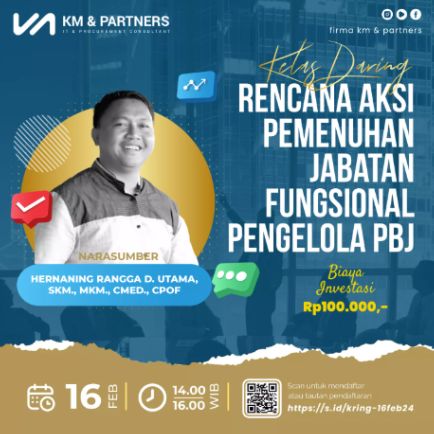 KM & PARTNERS
IT & PROCUREMENT CONSULTANT
firma km & partners
Kelas Daring
RENCANA AKSI
PEMENUHAN
JABATAN
FUNGSIONAL
PENGELOLA PBJ
NARASUMBER
HERNANING RANGGA D. UTAMA,
SKM., MKM., CMED., CPOF
Biaya
Investasi
Rp100.000,-
16 FEB
14.00
16.00 WIB
Scan untuk mendaftar
atau tautan pendaftaran
https://s.id/kring-16feb24